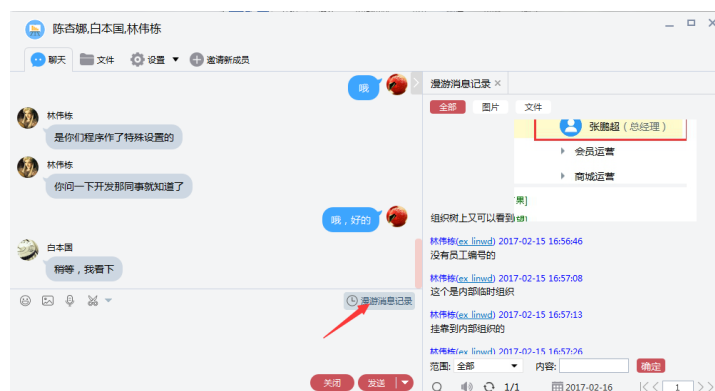 陈杏娜,白本国,林伟栋
聊天 文件 设置 邀请新成员
哦
林伟栋
是你们程序作了特殊设置的
林伟栋
你问一下开发那同事就知道了
哦，好的
白本国
稍等，我看下
漫游消息记录
关闭 发送
漫游消息记录 ×
全部 图片 文件
张鹏超（总经理）
会员运营
商城运营
果]
组织树上又可以看到
林伟栋(ex_linwd) 2017-02-15 16:56:46
没有员工编号的
林伟栋(ex_linwd) 2017-02-15 16:57:08
这个是内部临时组织
林伟栋(ex_linwd) 2017-02-15 16:57:13
挂靠到内部组织的
林伟栋(ex_linwd) 2017-02-15 16:57:26
范围: 全部 内容: 确定
1/1 2017-02-16 1